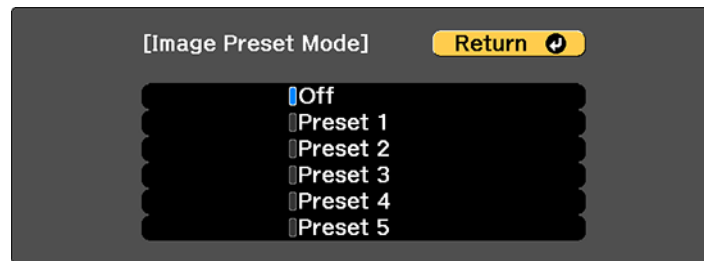 [Image Preset Mode] Return
Off
Preset 1
Preset 2
Preset 3
Preset 4
Preset 5